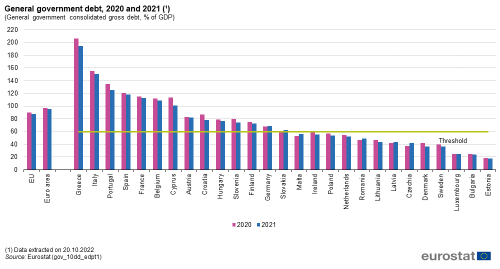 General government debt, 2020 and 2021 (¹)
(General government consolidated gross debt, % of GDP)
220
200
180
160
140
120
100
80
60
40
20
0
Threshold
EU
Euro area
Greece
Italy
Portugal
Spain
France
Belgium
Cyprus
Austria
Croatia
Hungary
Slovenia
Finland
Germany
Slovakia
Malta
Ireland
Poland
Netherlands
Romania
Lithuania
Latvia
Czechia
Denmark
Sweden
Luxembourg
Bulgaria
Estonia
2020 2021
(1) Data extracted on 20.10.2022
Source: Eurostat (gov_10dd_edpt1)
eurostat